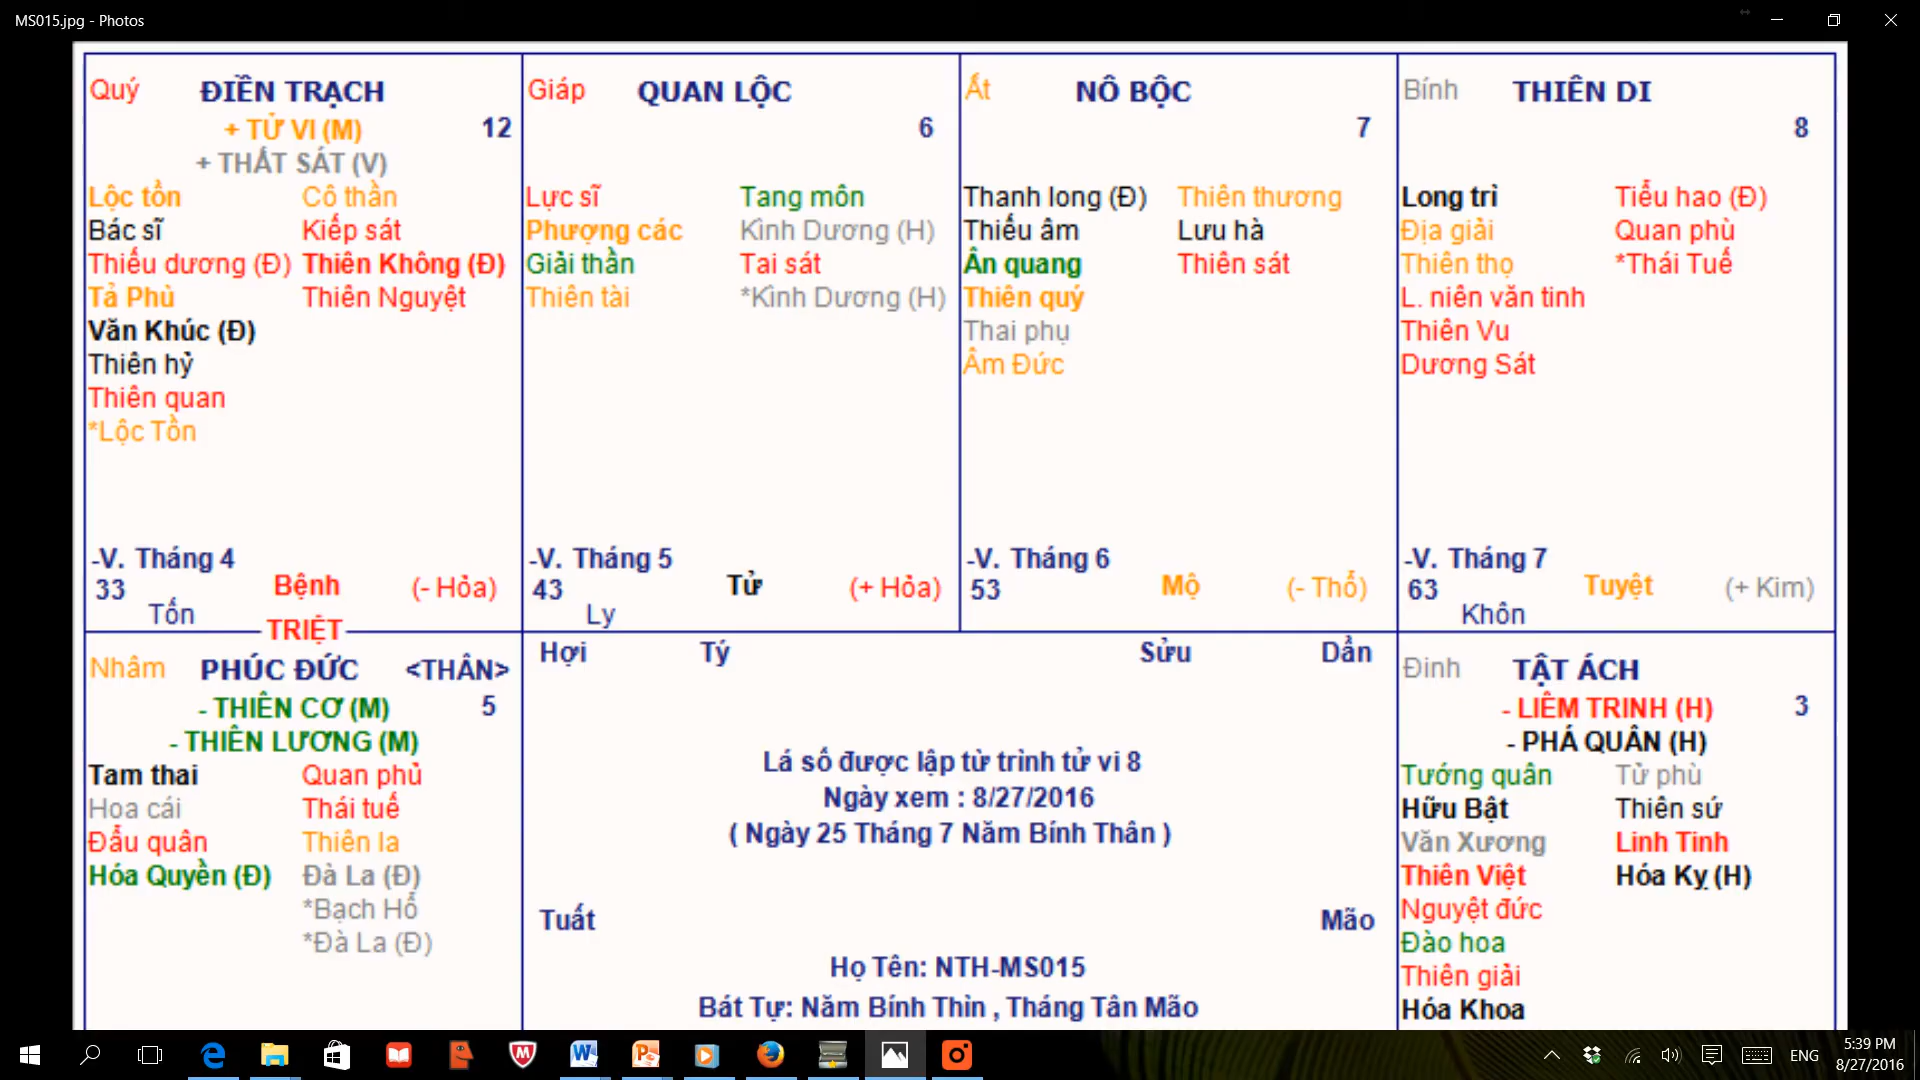 MS015.jpg - Photos
Quý ĐIỀN TRẠCH
+ TỬ VI (M) 12
+ THẤT SÁT (V)
Lộc tồn Cô thần
Bác sĩ Kiếp sát
Thiếu dương (Đ) Thiên Không (Đ)
Tả Phù Thiên Nguyệt
Văn Khúc (Đ)
Thiên hỷ
Thiên quan
*Lộc Tồn
-V. Tháng 4
33 Bệnh (- Hỏa)
Tốn
TRIỆT
Giáp QUAN LỘC
6
Lực sĩ Tang môn
Phượng các Kình Dương (H)
Giải thần Tai sát
Thiên tài *Kình Dương (H)
-V. Tháng 5
43 Tử (+ Hỏa)
Ly
Ất NÔ BỘC
7
Thanh long (Đ) Thiên thương
Thiếu âm Lưu hà
Ân quang Thiên sát
Thiên quý
Thai phụ
Âm Đức
-V. Tháng 6
53 Mộ (- Thổ)
Bính THIÊN DI
8
Long trì Tiểu hao (Đ)
Địa giải Quan phù
Thiên thọ *Thái Tuế
L. niên văn tinh
Thiên Vu
Dương Sát
-V. Tháng 7
63 Tuyệt (+ Kim)
Khôn
Nhâm PHÚC ĐỨC <THÂN>
- THIÊN CƠ (M) 5
- THIÊN LƯƠNG (M)
Tam thai Quan phủ
Hoa cái Thái tuế
Đẩu quân Thiên la
Hóa Quyền (Đ) Đà La (Đ)
*Bạch Hổ
*Đà La (Đ)
Hợi Tý Sửu Dần
Lá số được lập từ trình tử vi 8
Ngày xem : 8/27/2016
( Ngày 25 Tháng 7 Năm Bính Thân )
Tuất Mão
Họ Tên: NTH-MS015
Bát Tự: Năm Bính Thìn , Tháng Tân Mão
Đinh TẬT ÁCH
- LIÊM TRINH (H) 3
- PHÁ QUÂN (H)
Tướng quân Tử phù
Hữu Bật Thiên sứ
Văn Xương Linh Tinh
Thiên Việt Hóa Kỵ (H)
Nguyệt đức
Đào hoa
Thiên giải
Hóa Khoa
ENG
5:39 PM
8/27/2016